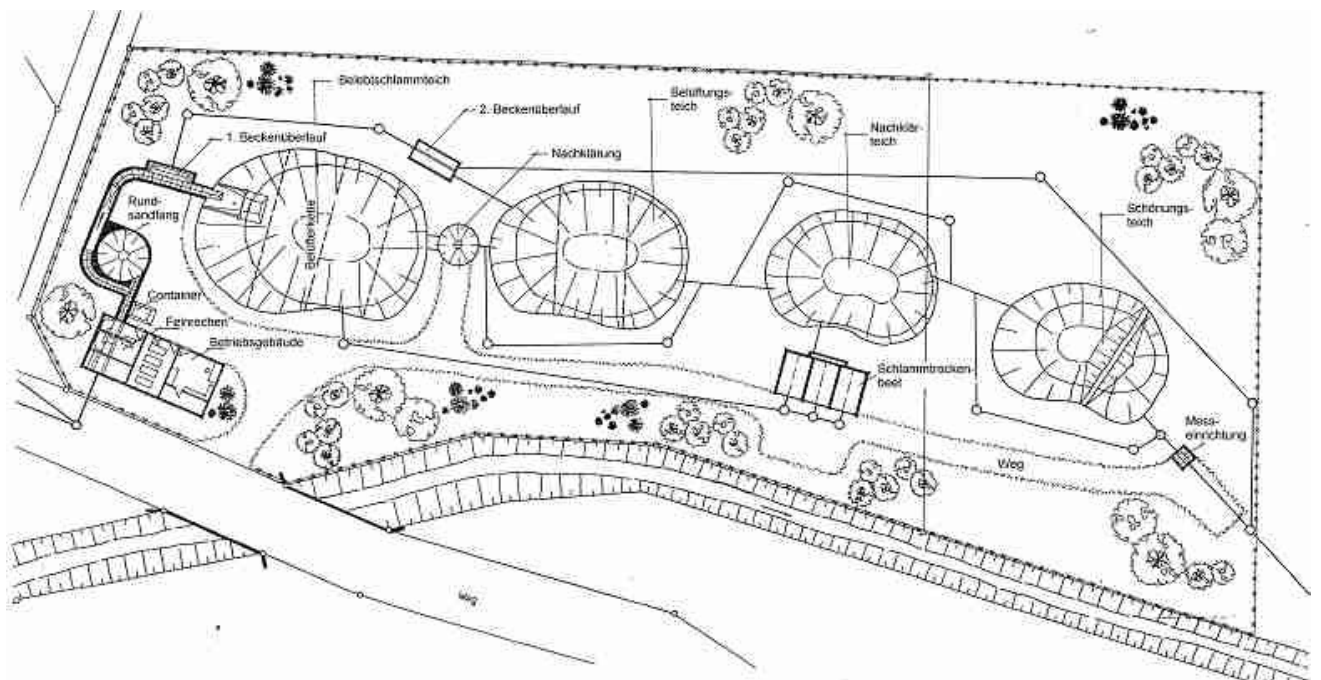 Belebtschlammteich
1. Beckenüberlauf
2. Beckenüberlauf
Nachklärung
Belüftungs-
teich
Nachklär-
teich
Schönungs-
teich
Rund-
sandfang
Belüfterkette
Container
Feinrechen
Betriebsgebäude
Schlammtrocken-
beet
Mess-
einrichtung
Weg
Weg